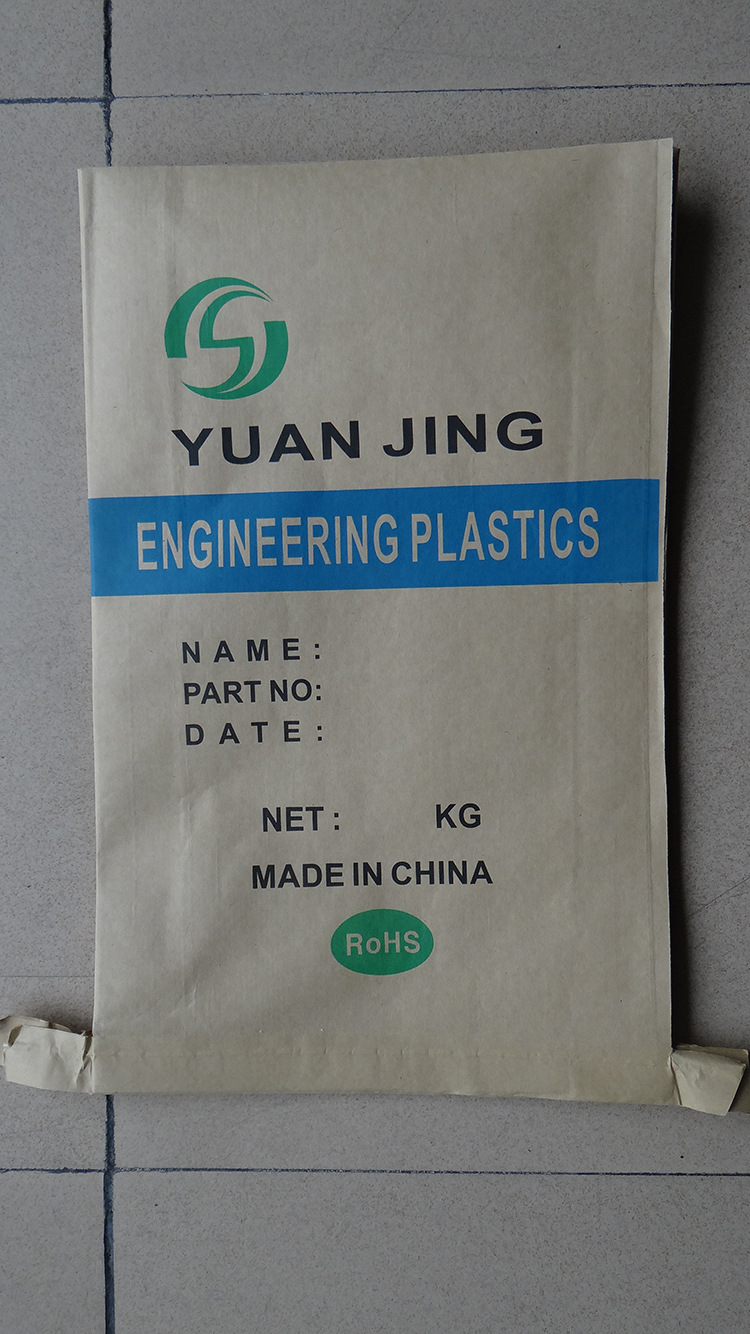 YUAN JING
ENGINEERING PLASTICS
NAME:
PART NO:
DATE:
NET: KG
MADE IN CHINA
RoHS